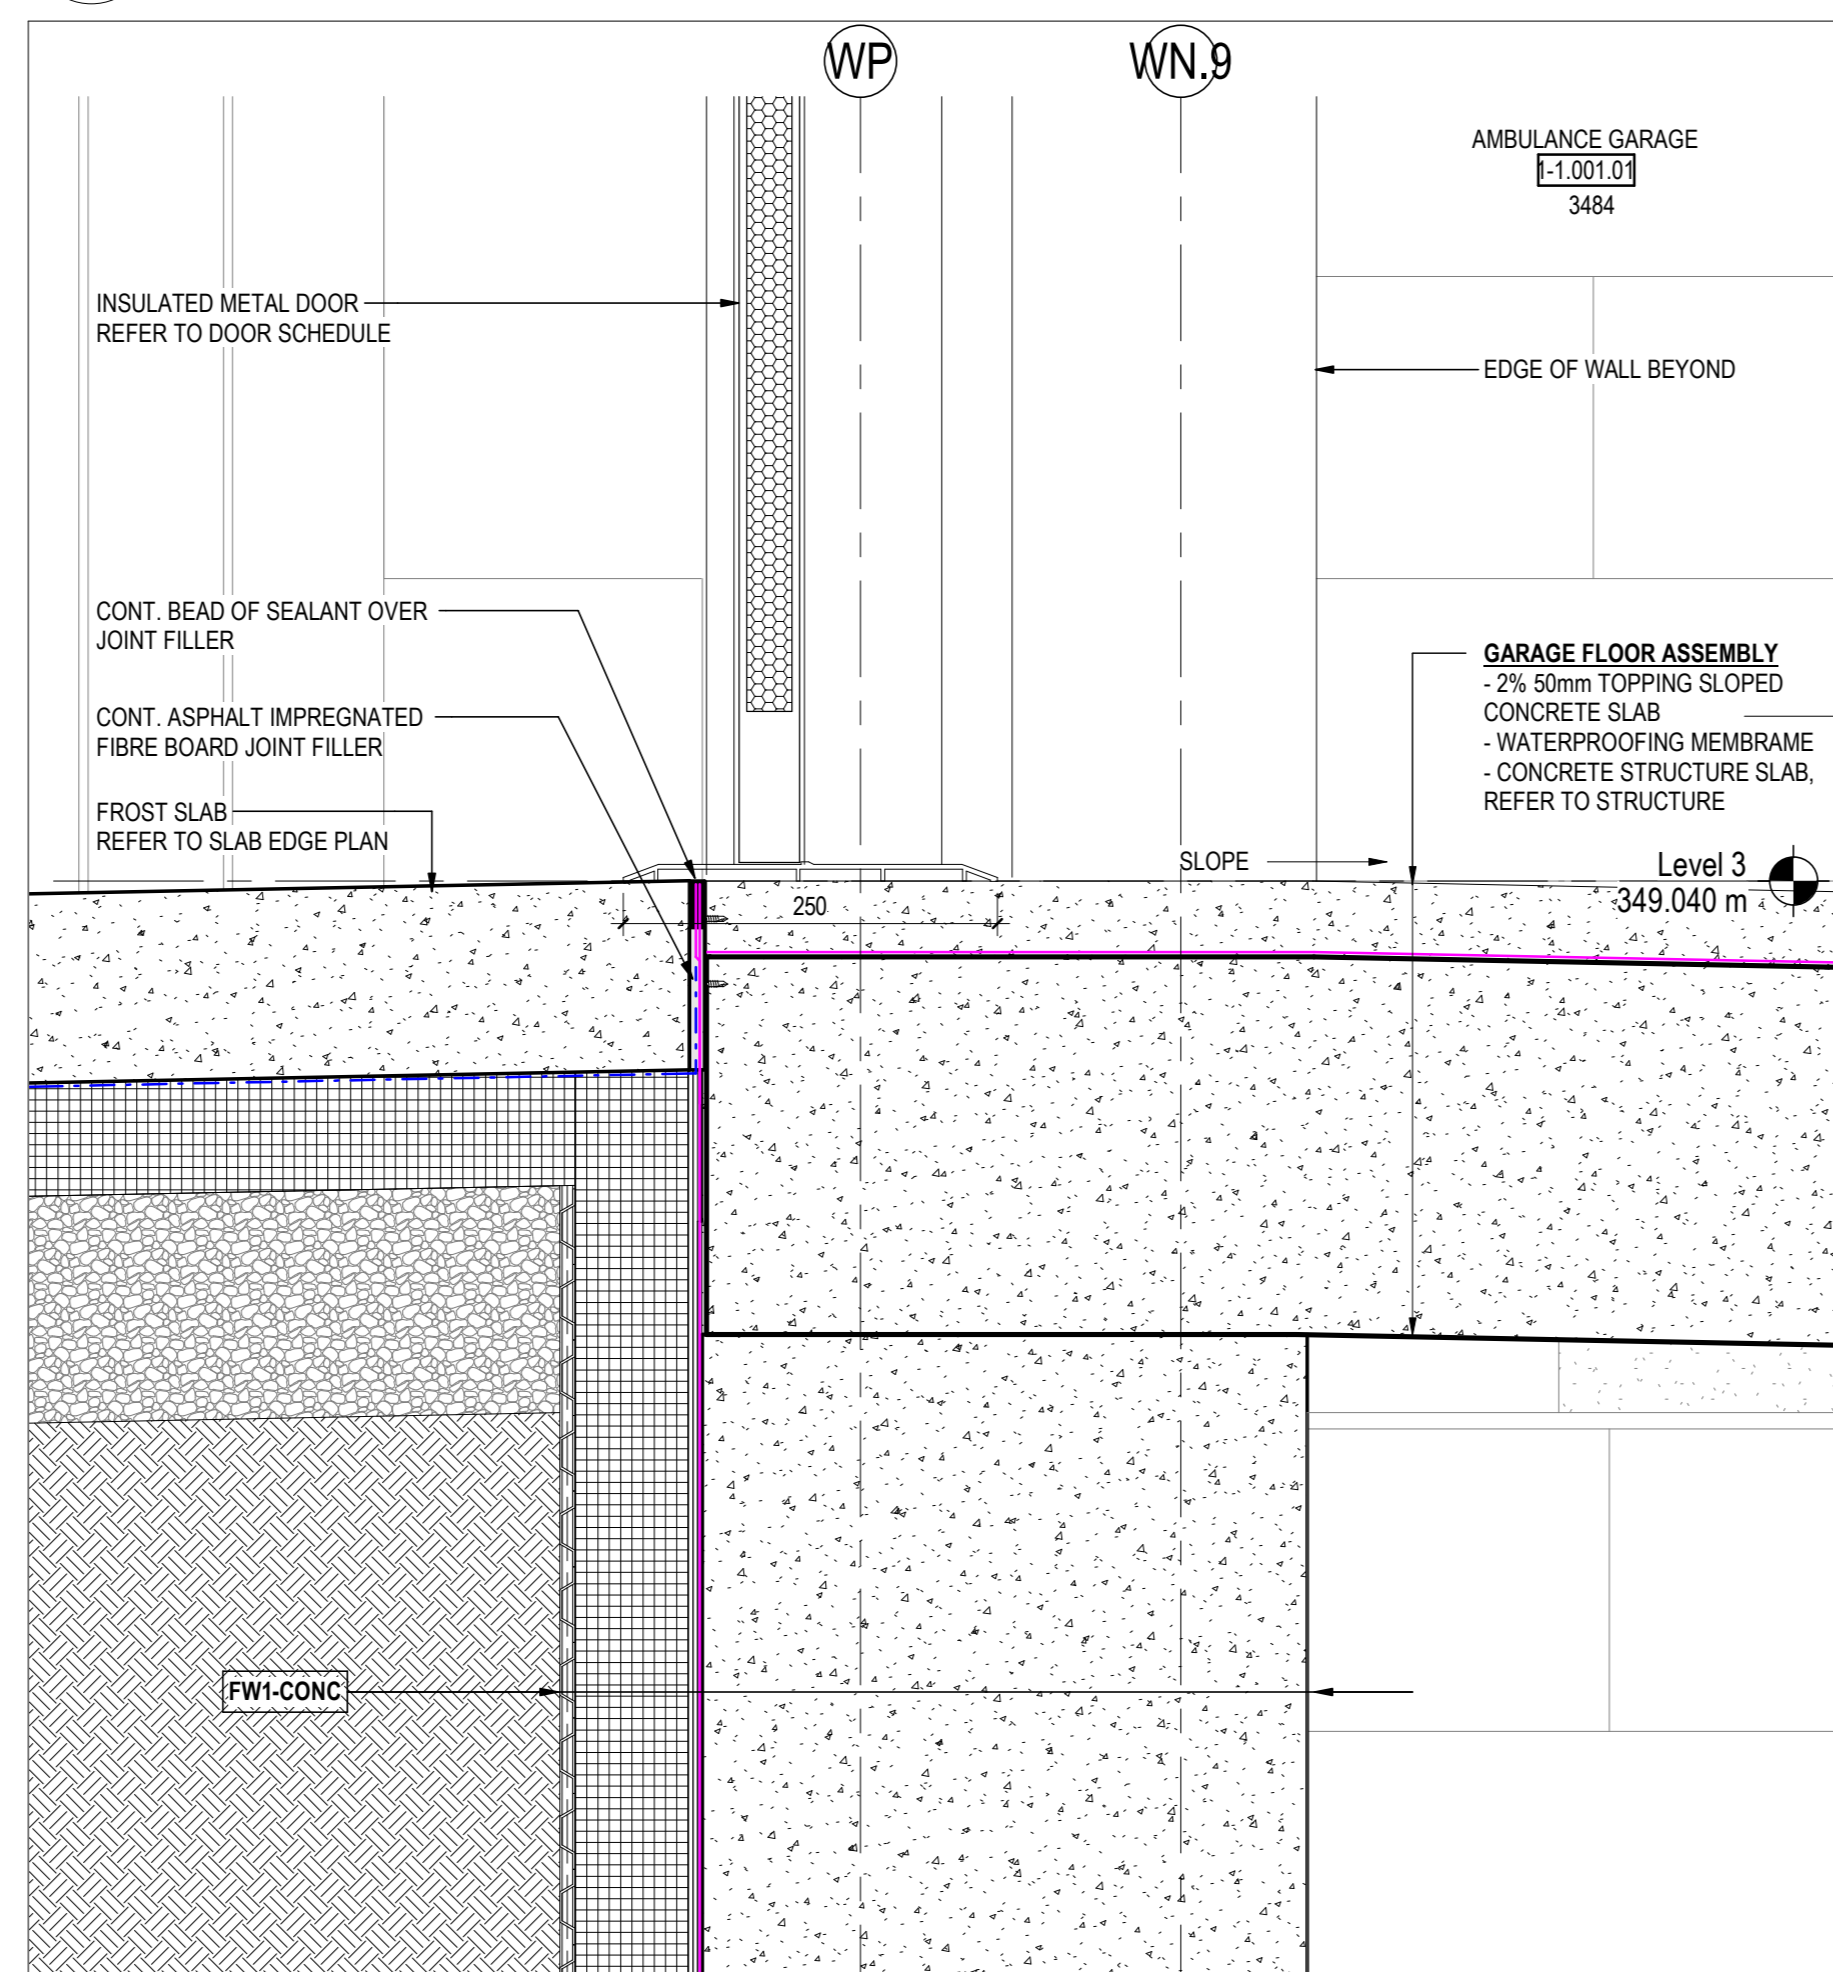 WP
WN.9
AMBULANCE GARAGE
1-1.001.01
3484
INSULATED METAL DOOR
REFER TO DOOR SCHEDULE
EDGE OF WALL BEYOND
CONT. BEAD OF SEALANT OVER
JOINT FILLER
GARAGE FLOOR ASSEMBLY
- 2% 50mm TOPPING SLOPED
CONCRETE SLAB
- WATERPROOFING MEMBRAME
- CONCRETE STRUCTURE SLAB,
REFER TO STRUCTURE
CONT. ASPHALT IMPREGNATED
FIBRE BOARD JOINT FILLER
FROST SLAB
REFER TO SLAB EDGE PLAN
SLOPE
Level 3
349.040 m
250
FW1-CONC